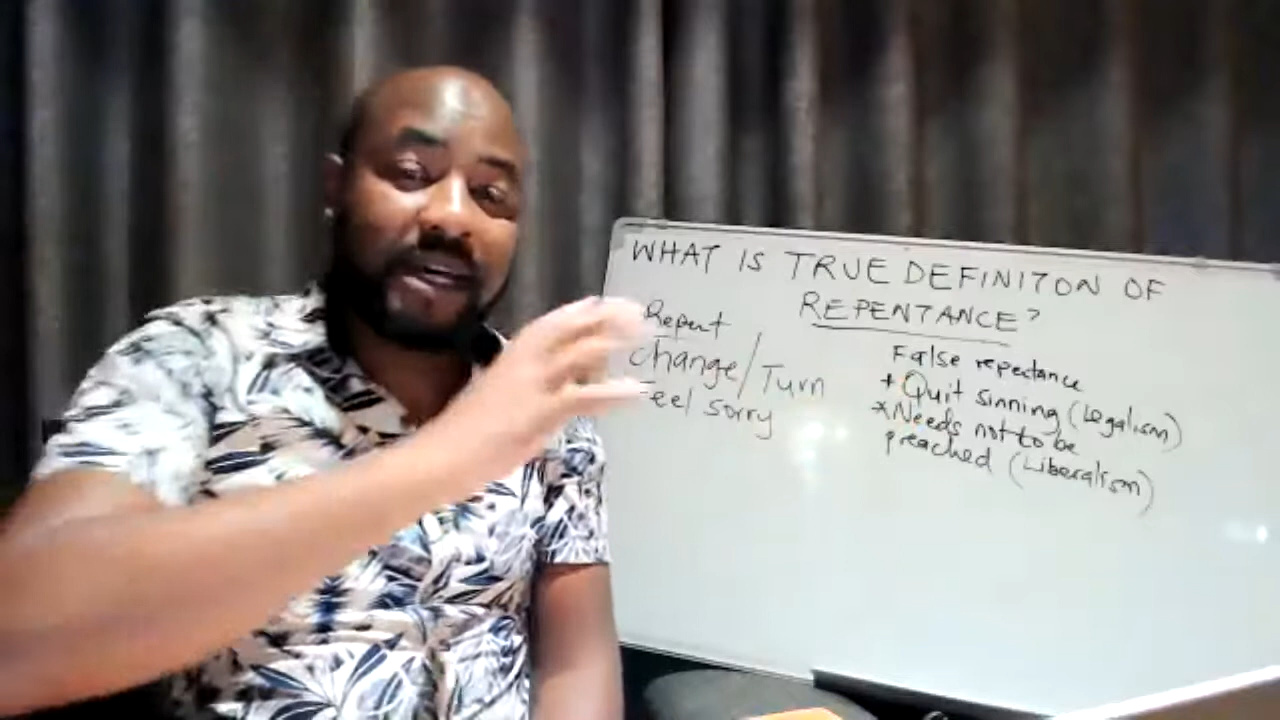 WHAT IS TRUE DEFINITON OF
REPENTANCE?
Repent
Change/Turn
Feel sorry
False repectance
+ Quit sinning (Legalism)
*Needs not to be
preached (Liberalism)